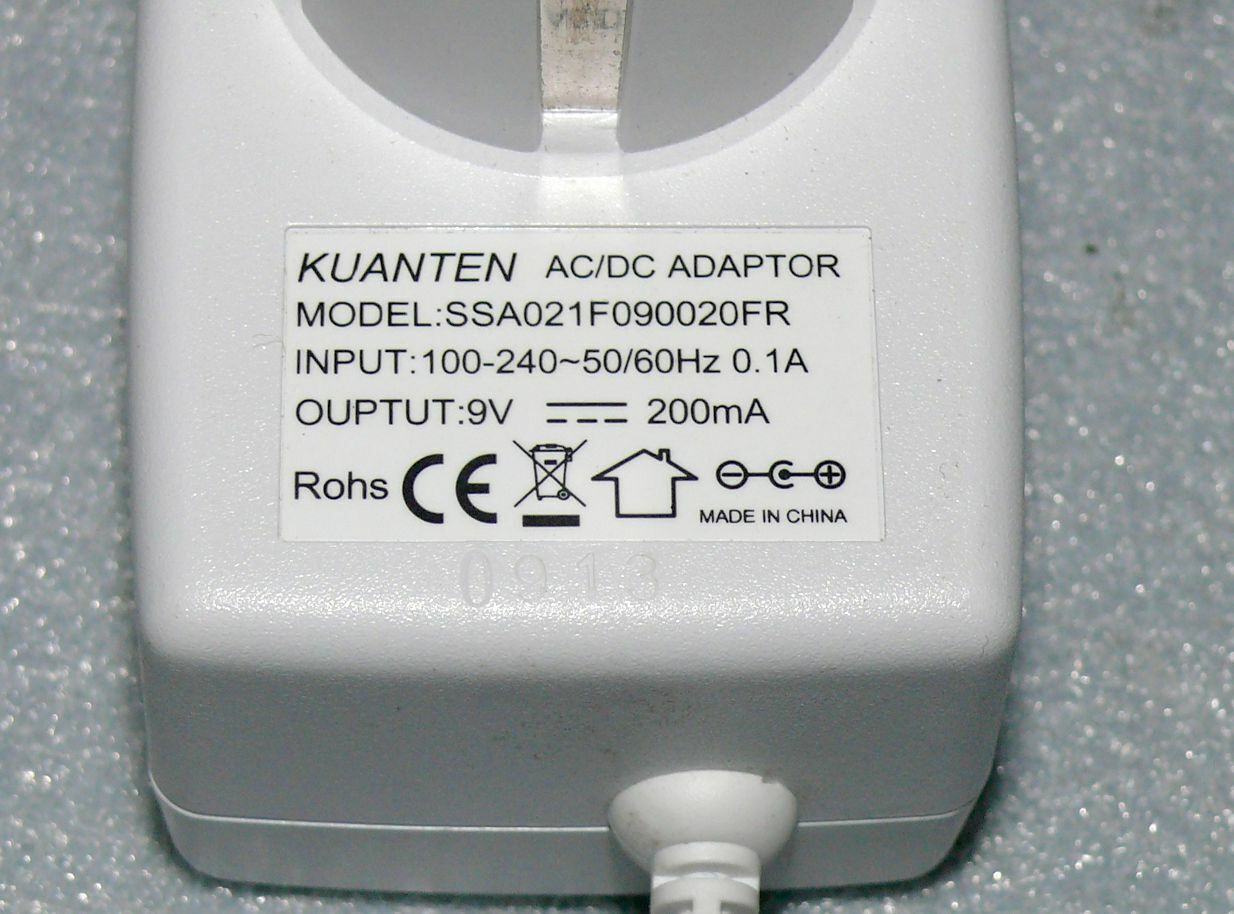 KUANTEN AC/DC ADAPTOR
MODEL:SSA021F090020FR
INPUT:100-240~50/60Hz 0.1A
OUPTUT:9V ⎓ 200mA
Rohs CE
MADE IN CHINA
0913